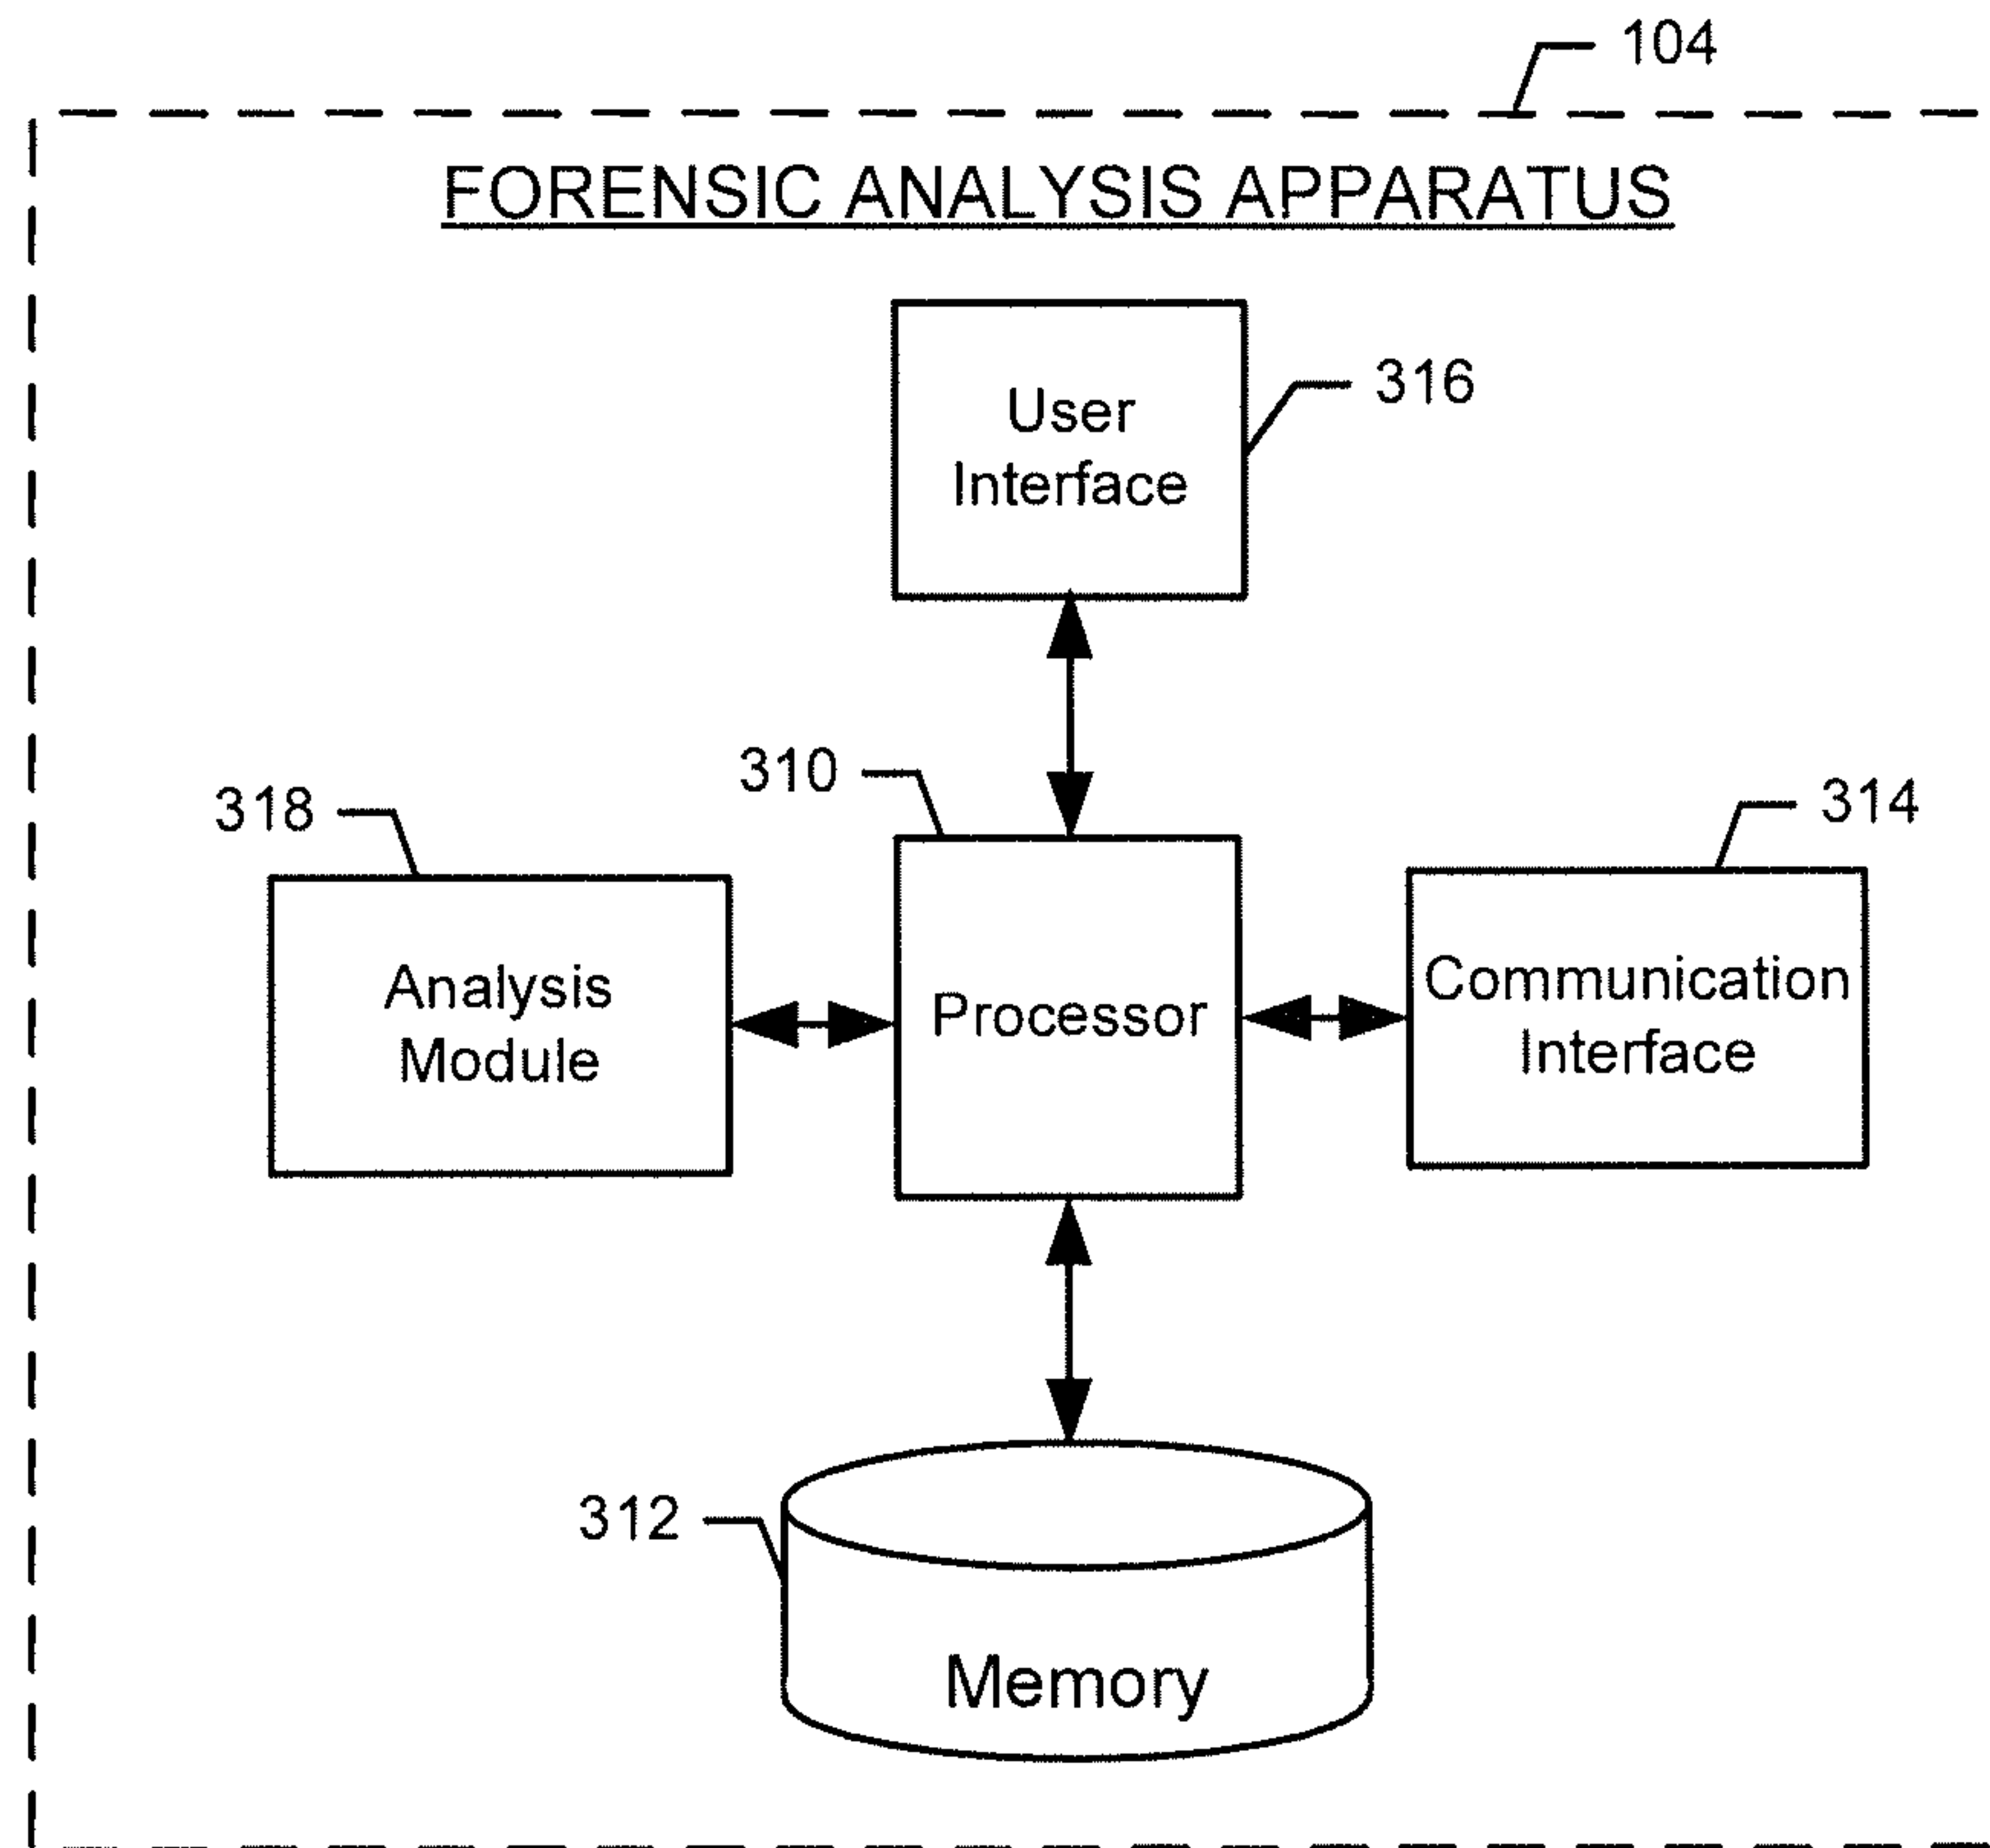 104
FORENSIC ANALYSIS APPARATUS
User
Interface
316
310
318
314
Analysis
Module
Processor
Communication
Interface
312
Memory